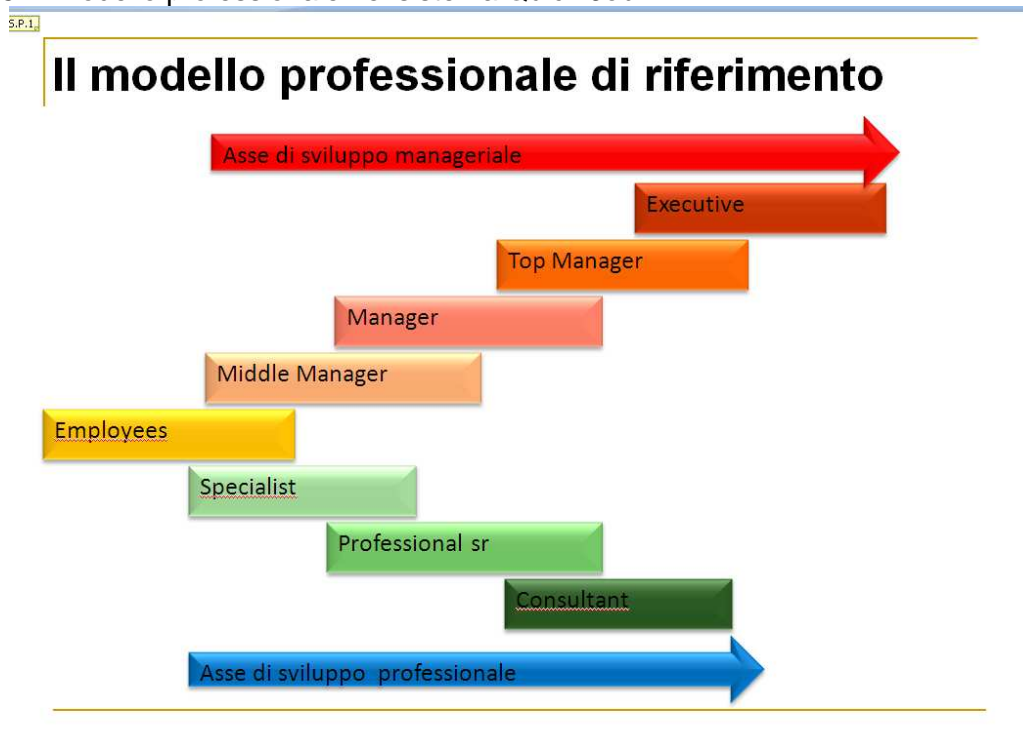 S.P.1
Il modello professionale di riferimento
Asse di sviluppo manageriale
Executive
Top Manager
Manager
Middle Manager
Employees
Specialist
Professional sr
Consultant
Asse di sviluppo professionale